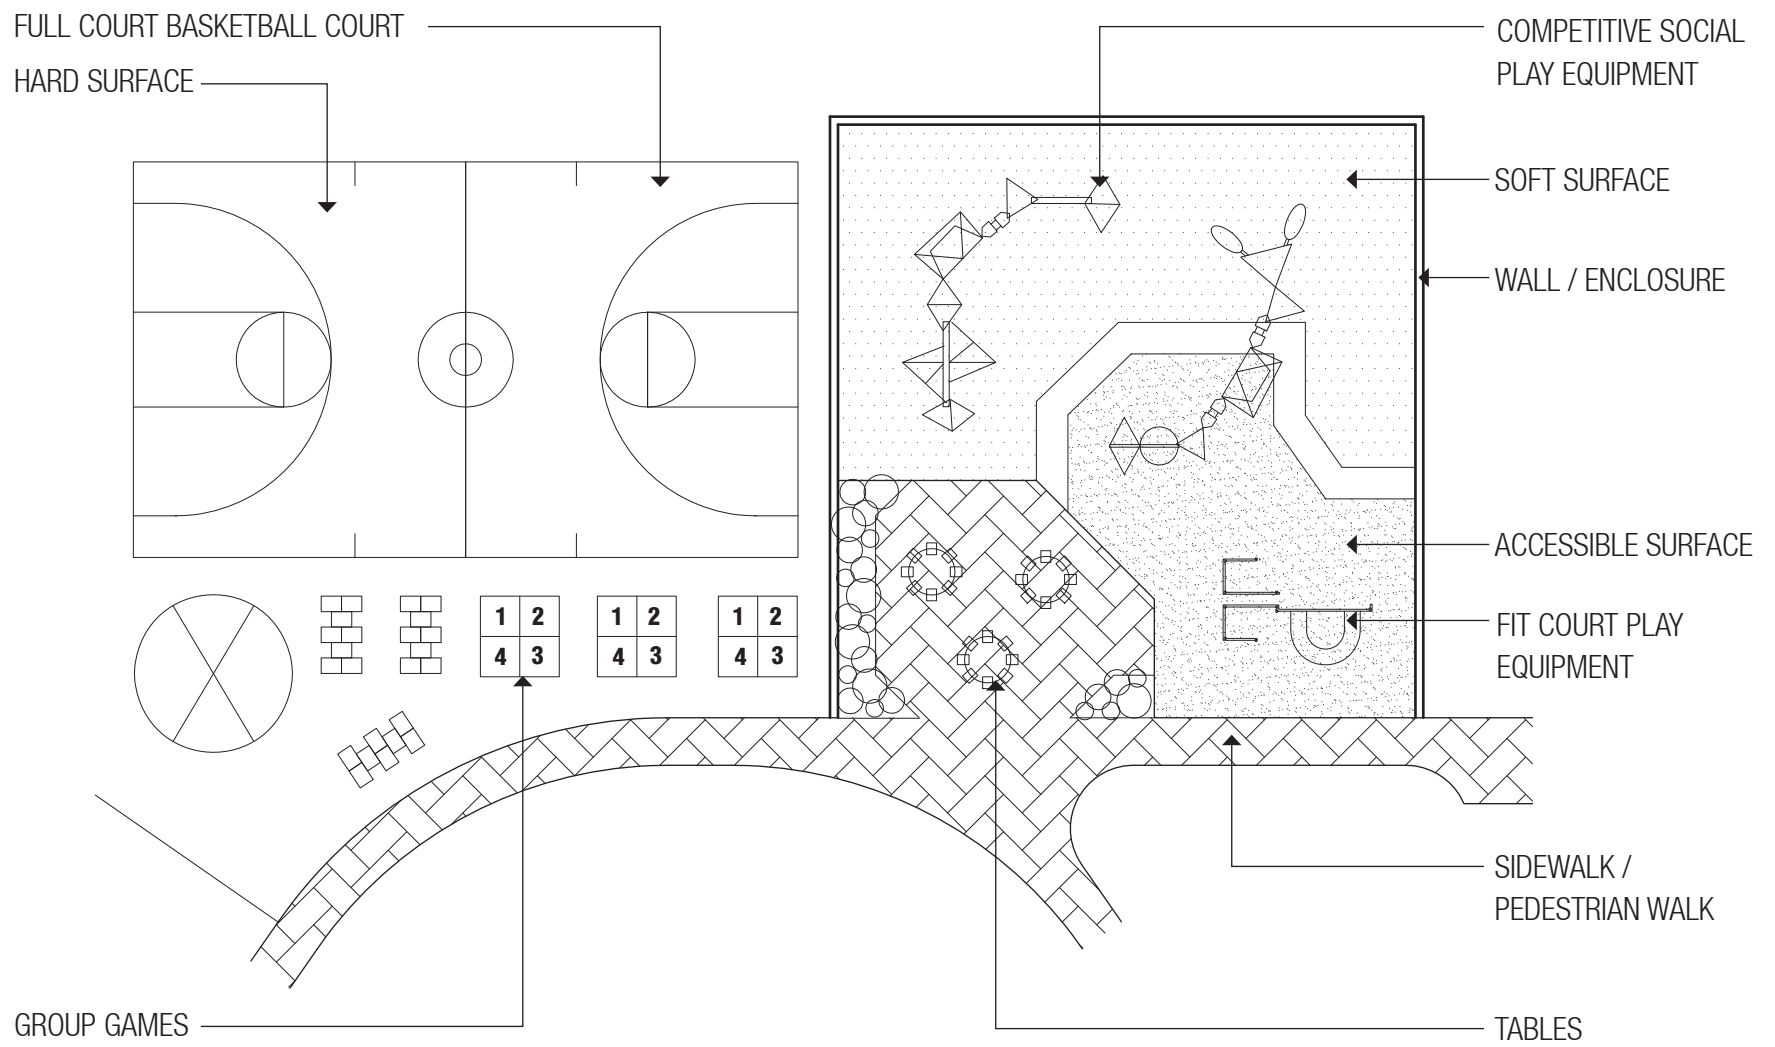 FULL COURT BASKETBALL COURT
HARD SURFACE
COMPETITIVE SOCIAL
PLAY EQUIPMENT
SOFT SURFACE
WALL / ENCLOSURE
ACCESSIBLE SURFACE
FIT COURT PLAY
EQUIPMENT
1 2
4 3
1 2
4 3
1 2
4 3
SIDEWALK /
PEDESTRIAN WALK
GROUP GAMES
TABLES